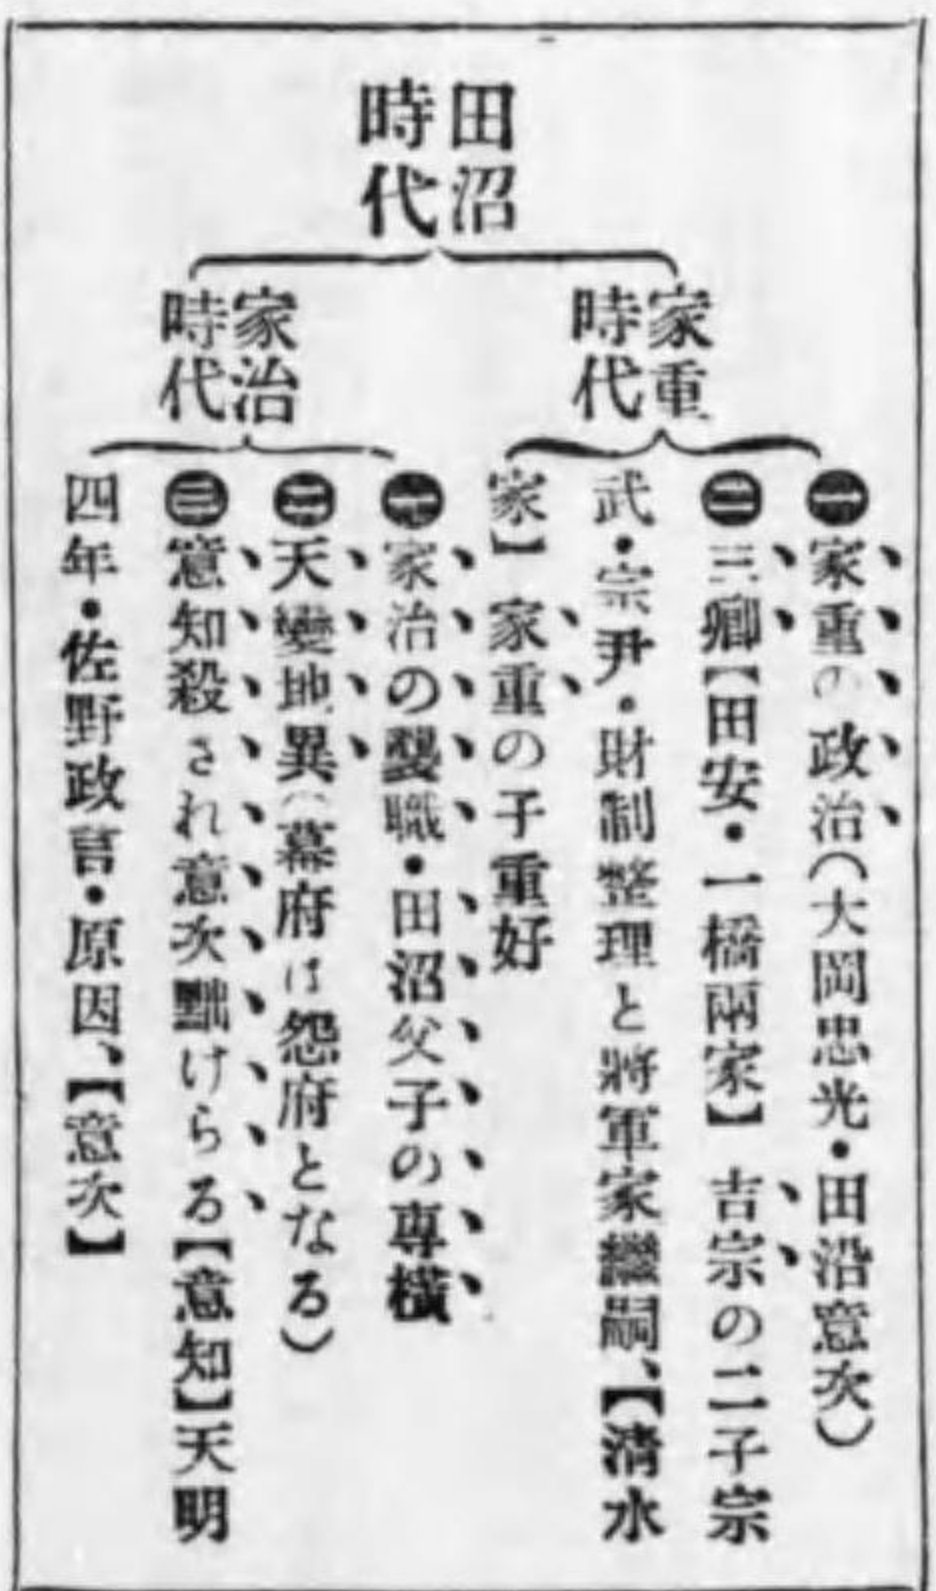 田沼
時代
家重
時代
㊀家重の政治(大岡忠光・田沿意次)
㊁三卿【田安・一橋兩家】 吉宗の二子宗
武・宗尹・財制整理と將軍家繼嗣、【清水
家】 家重の子重好
家治
時代
㊀家治の襲職・田沼父子の専橫
㊁天變地異(幕府は怨府となる)
㊂意知殺され意次黜けらる【意知】天明
四年・佐野政言・原因、【意次】